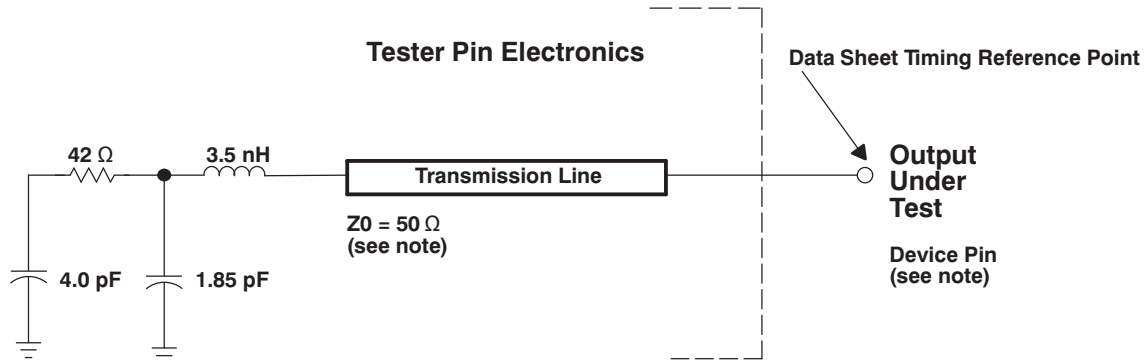 Tester Pin Electronics
Data Sheet Timing Reference Point
42 Ω
3.5 nH
Transmission Line
Output
Under
Test
Z0 = 50 Ω
(see note)
Device Pin
(see note)
4.0 pF
1.85 pF